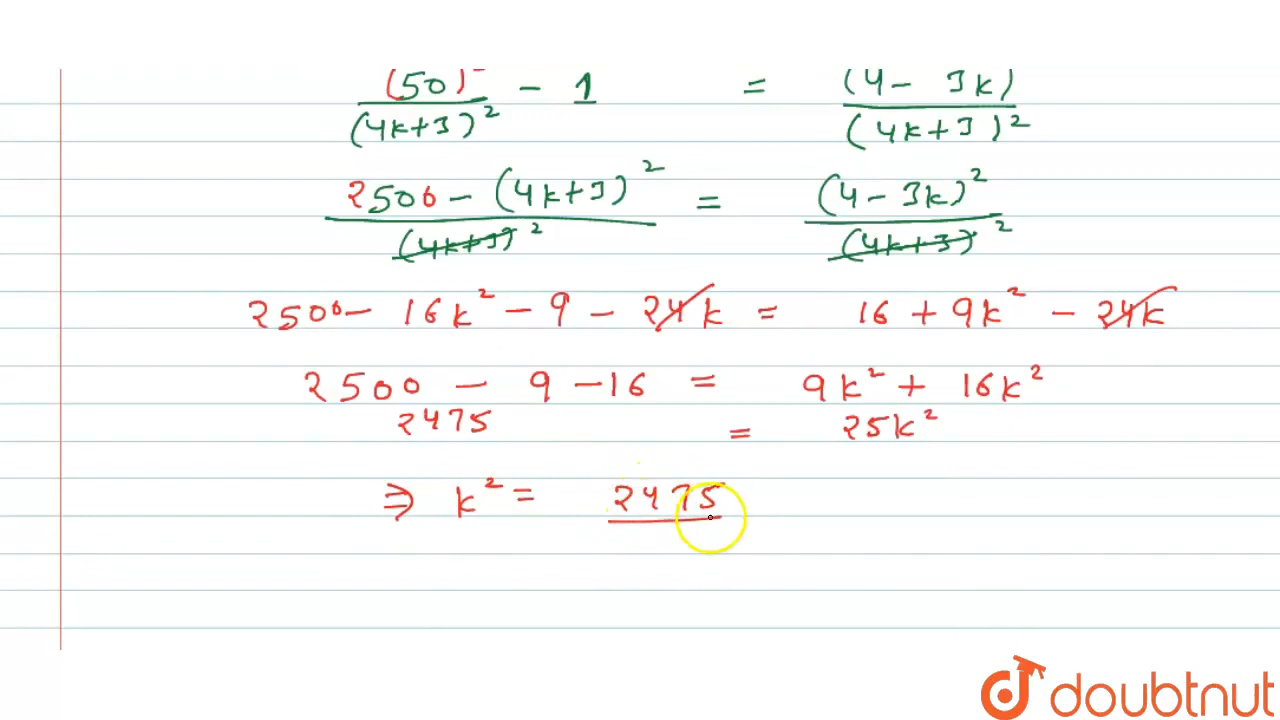 (50)² / (4k+3)² - 1 = (4 - 3k) / (4k+3)²
2500 - (4k+3)² / (4k+3)² = (4 - 3k)² / (4k+3)²
2500 - 16k² - 9 - 24k = 16 + 9k² - 24k
2500 - 9 - 16 = 9k² + 16k²
2475 = 25k²
⇒ k² = 2475
doubtnut